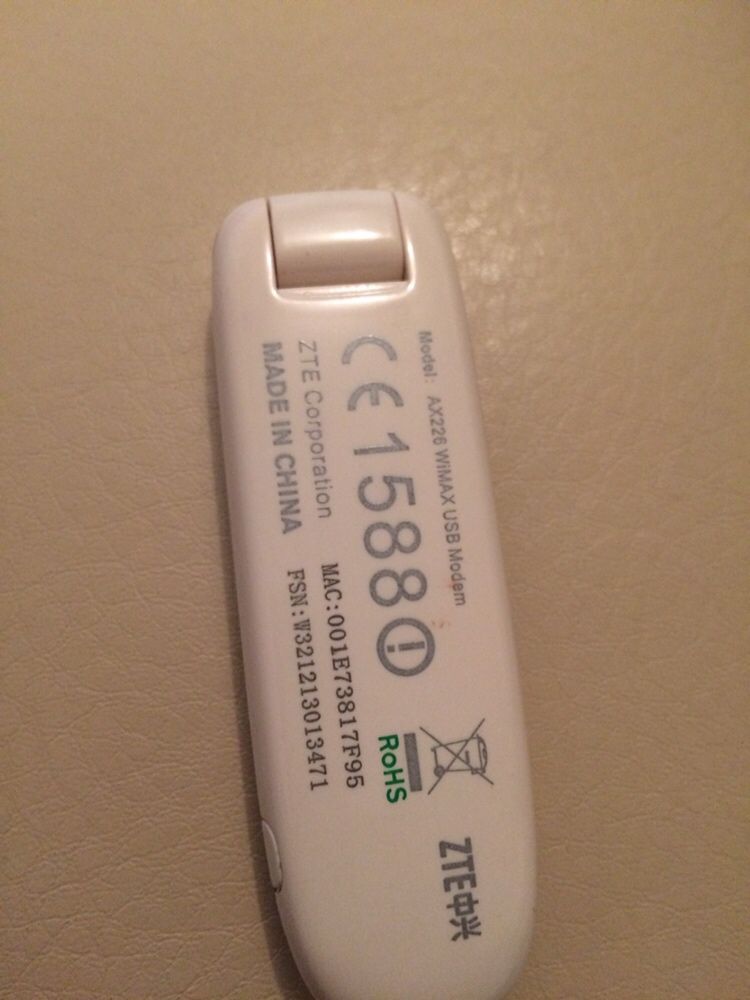 Model: AX226 WiMAX USB Modem
CE1588
ZTE Corporation
MADE IN CHINA
MAC:001E73817F95
FSN:W321213013471
RoHS
ZTE中兴